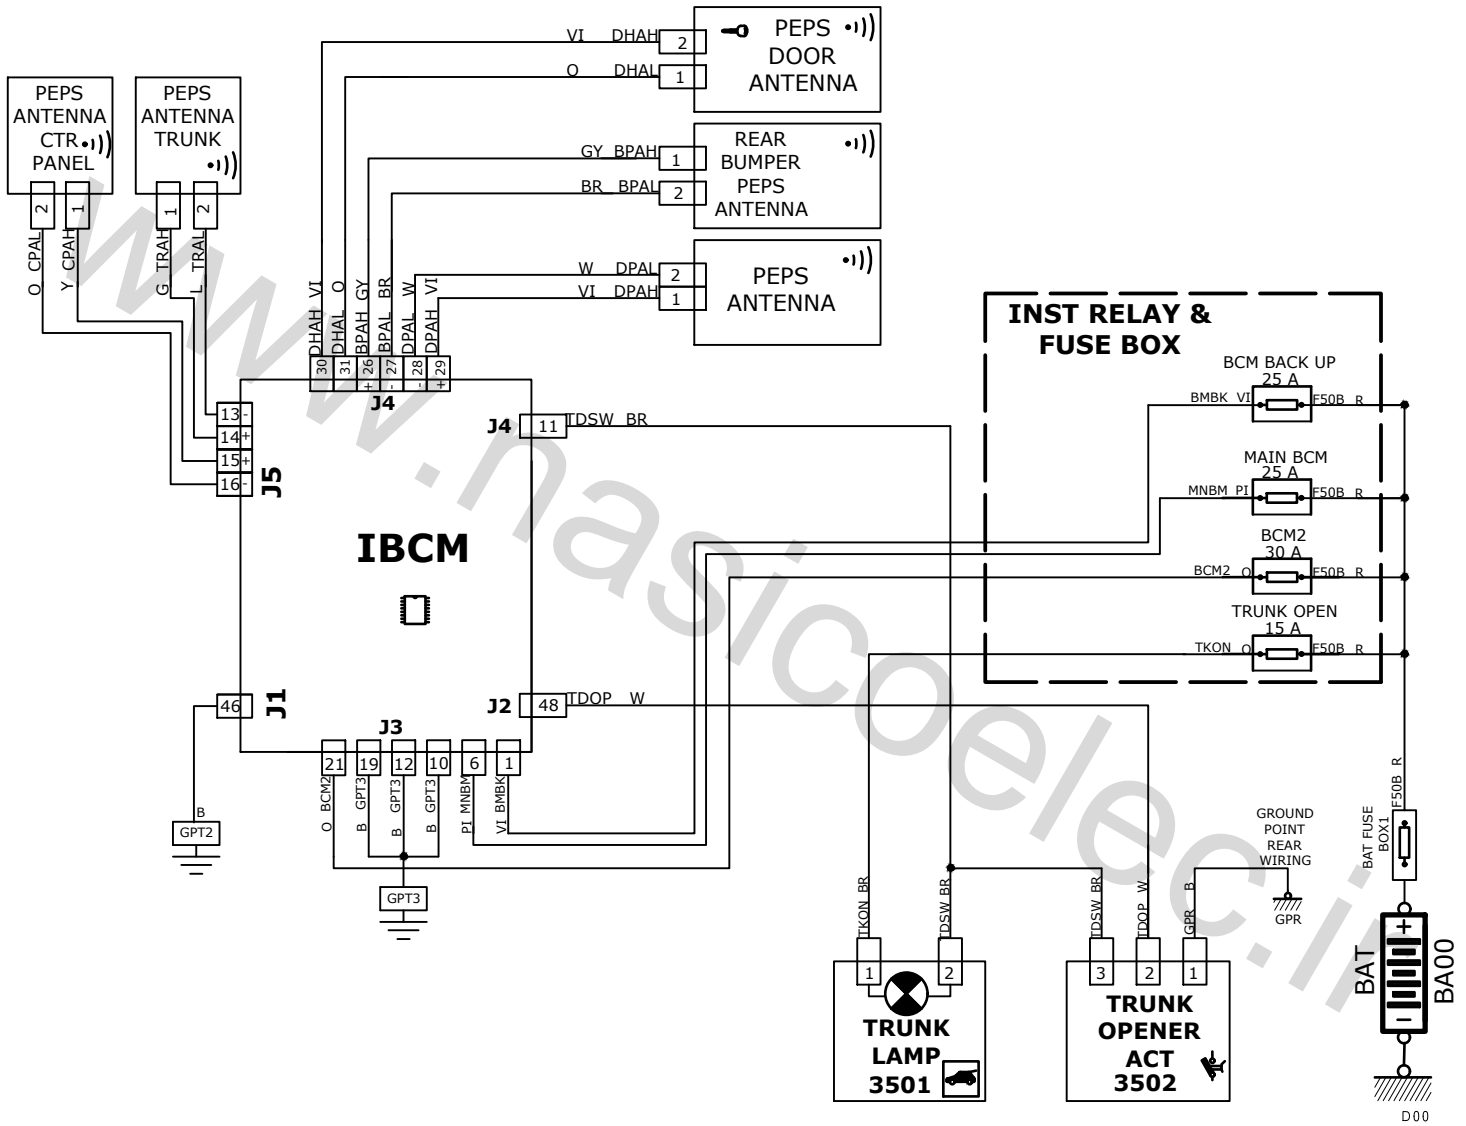 PEPS
DOOR
ANTENNA
VI DHAH 2
O DHAL 1
PEPS
ANTENNA
CTR
PANEL
2 1
O CPAL
Y CPAH
PEPS
ANTENNA
TRUNK
1 2
G TRAH
L TRAL
REAR
BUMPER
PEPS
ANTENNA
GY BPAH 1
BR BPAL 2
PEPS
ANTENNA
W DPAL 2
VI DPAH 1
DHAH VI
DHAL O
BPAH GY
BPAL BR
DPAL W
DPAH VI
30 31 26 27 28 29
+ - - +
J4
J4 11 TDSW BR
13 -
14 +
15 +
16 -
J5
IBCM
46 J1
J2 48 TDOP W
J3
21 19 12 10 6 1
O BCM2
B GPT3
B GPT3
B GPT3
PI MNBM
VI BMBK
B
GPT2
GPT3
INST RELAY &
FUSE BOX
BCM BACK UP
25 A
BMBK VI F50B R
MAIN BCM
25 A
MNBM PI F50B R
BCM2
30 A
BCM2 O F50B R
TRUNK OPEN
15 A
TKON O F50B R
F50B R
BAT FUSE
BOX1
GROUND
POINT
REAR
WIRING
GPR
TKON BR
TDSW BR
TDSW BR
TDOP W
GPR B
1 2
TRUNK
LAMP
3501
3 2 1
TRUNK
OPENER
ACT
3502
BAT
+
-
BA00
D00
www.nasicoelec.ir